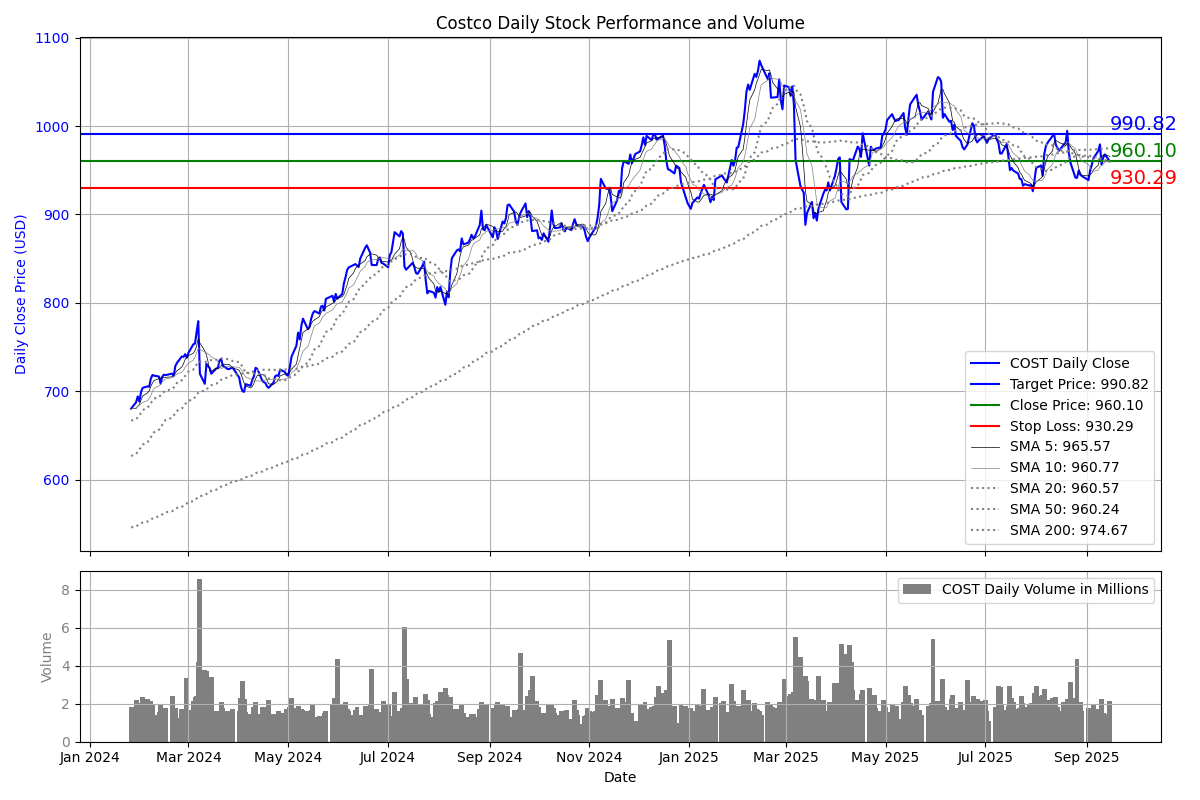 Costco Daily Stock Performance and Volume
1100
1000
900
800
700
600
Daily Close Price (USD)
990.82
960.10
930.29
COST Daily Close
Target Price: 990.82
Close Price: 960.10
Stop Loss: 930.29
SMA 5: 965.57
SMA 10: 960.77
SMA 20: 960.57
SMA 50: 960.24
SMA 200: 974.67
8
6
4
2
0
Volume
COST Daily Volume in Millions
Jan 2024 Mar 2024 May 2024 Jul 2024 Sep 2024 Nov 2024 Jan 2025 Mar 2025 May 2025 Jul 2025 Sep 2025
Date